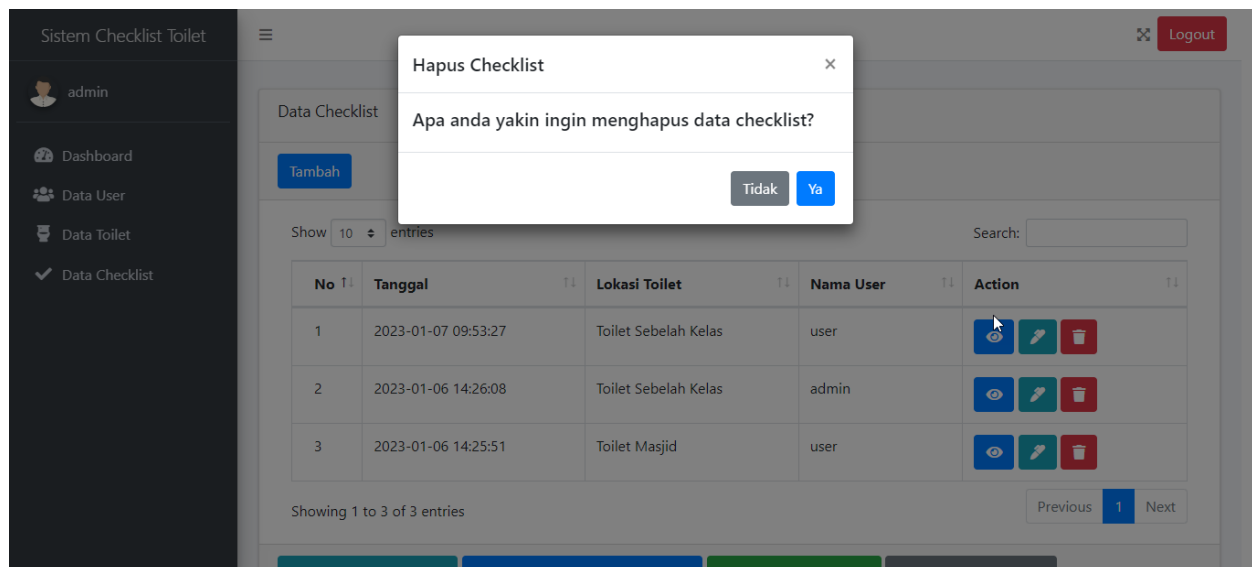 Sistem Checklist Toilet
Logout
admin
Dashboard
Data User
Data Toilet
Data Checklist
Hapus Checklist ×
Apa anda yakin ingin menghapus data checklist?
Tidak Ya
Data Checklist
Tambah
Show 10 entries Search:
No Tanggal Lokasi Toilet Nama User Action
1 2023-01-07 09:53:27 Toilet Sebelah Kelas user
2 2023-01-06 14:26:08 Toilet Sebelah Kelas admin
3 2023-01-06 14:25:51 Toilet Masjid user
Showing 1 to 3 of 3 entries Previous 1 Next